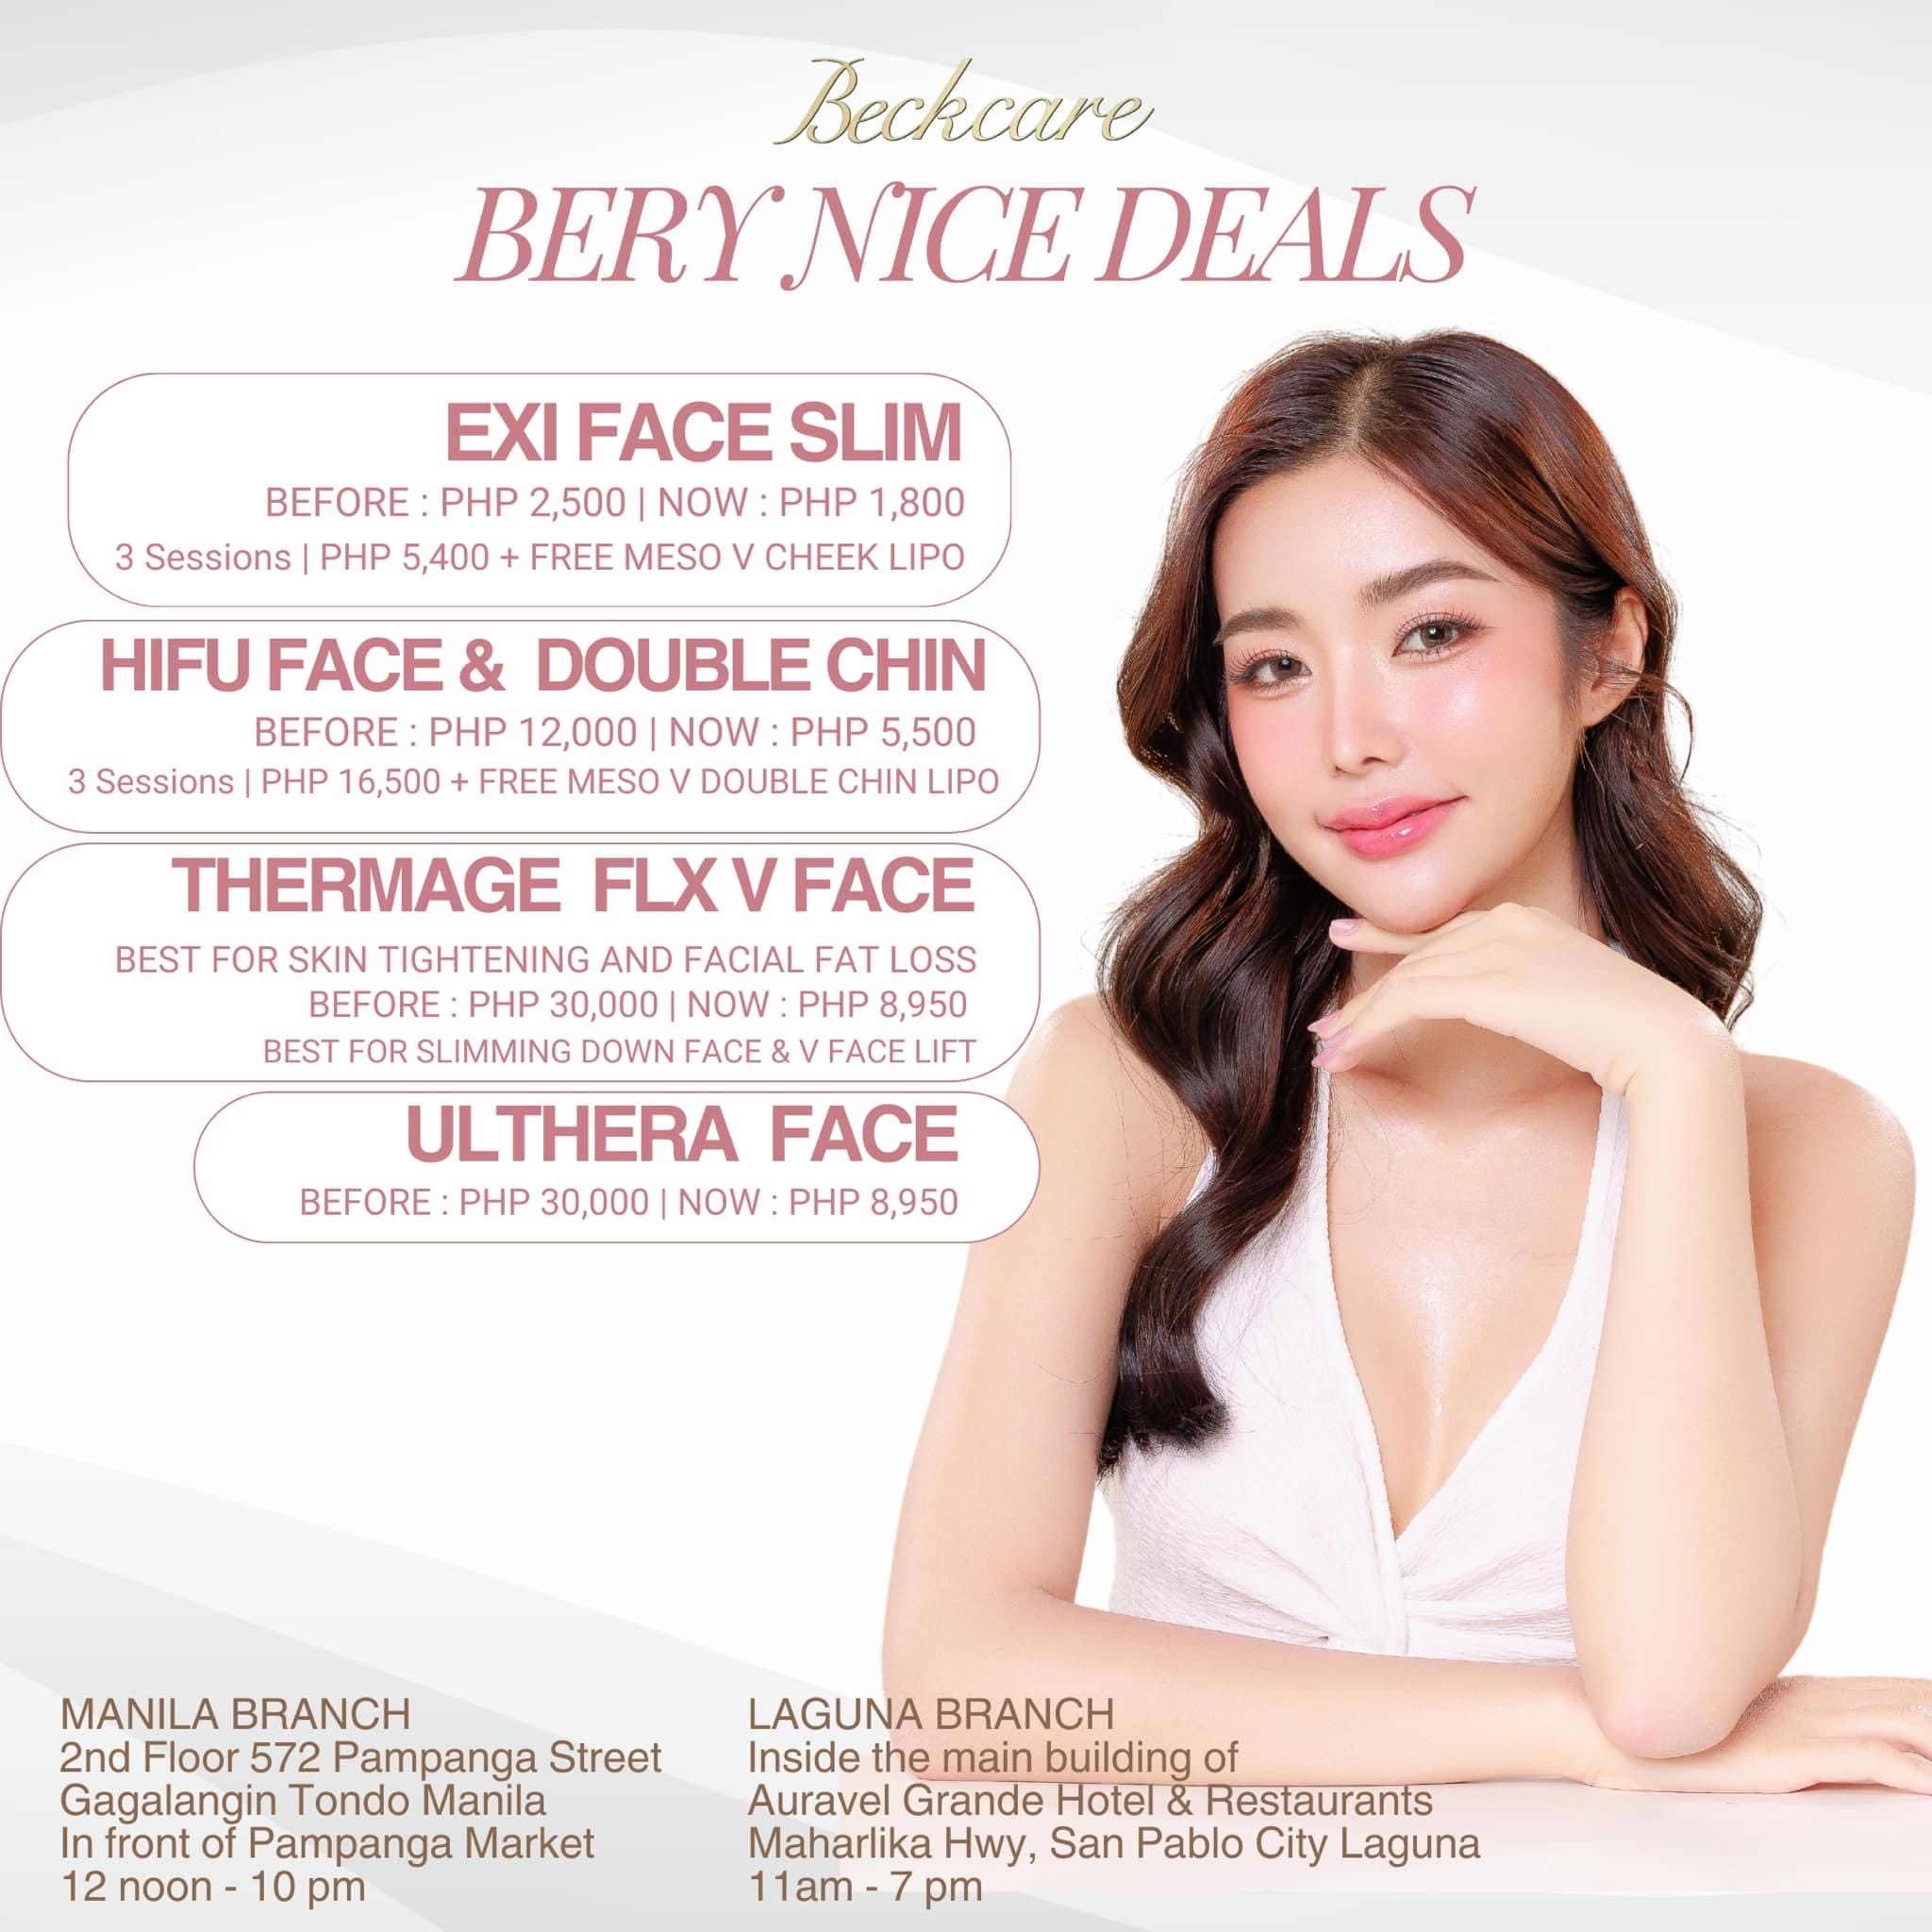 Beckcare
BERY NICE DEALS
EXI FACE SLIM
BEFORE : PHP 2,500 | NOW : PHP 1,800
3 Sessions | PHP 5,400 + FREE MESO V CHEEK LIPO
HIFU FACE & DOUBLE CHIN
BEFORE : PHP 12,000 | NOW : PHP 5,500
3 Sessions | PHP 16,500 + FREE MESO V DOUBLE CHIN LIPO
THERMAGE FLX V FACE
BEST FOR SKIN TIGHTENING AND FACIAL FAT LOSS
BEFORE : PHP 30,000 | NOW : PHP 8,950
BEST FOR SLIMMING DOWN FACE & V FACE LIFT
ULTHERA FACE
BEFORE : PHP 30,000 | NOW : PHP 8,950
MANILA BRANCH
2nd Floor 572 Pampanga Street
Gagalangin Tondo Manila
In front of Pampanga Market
12 noon - 10 pm
LAGUNA BRANCH
Inside the main building of
Auravel Grande Hotel & Restaurants
Maharlika Hwy, San Pablo City Laguna
11am - 7 pm